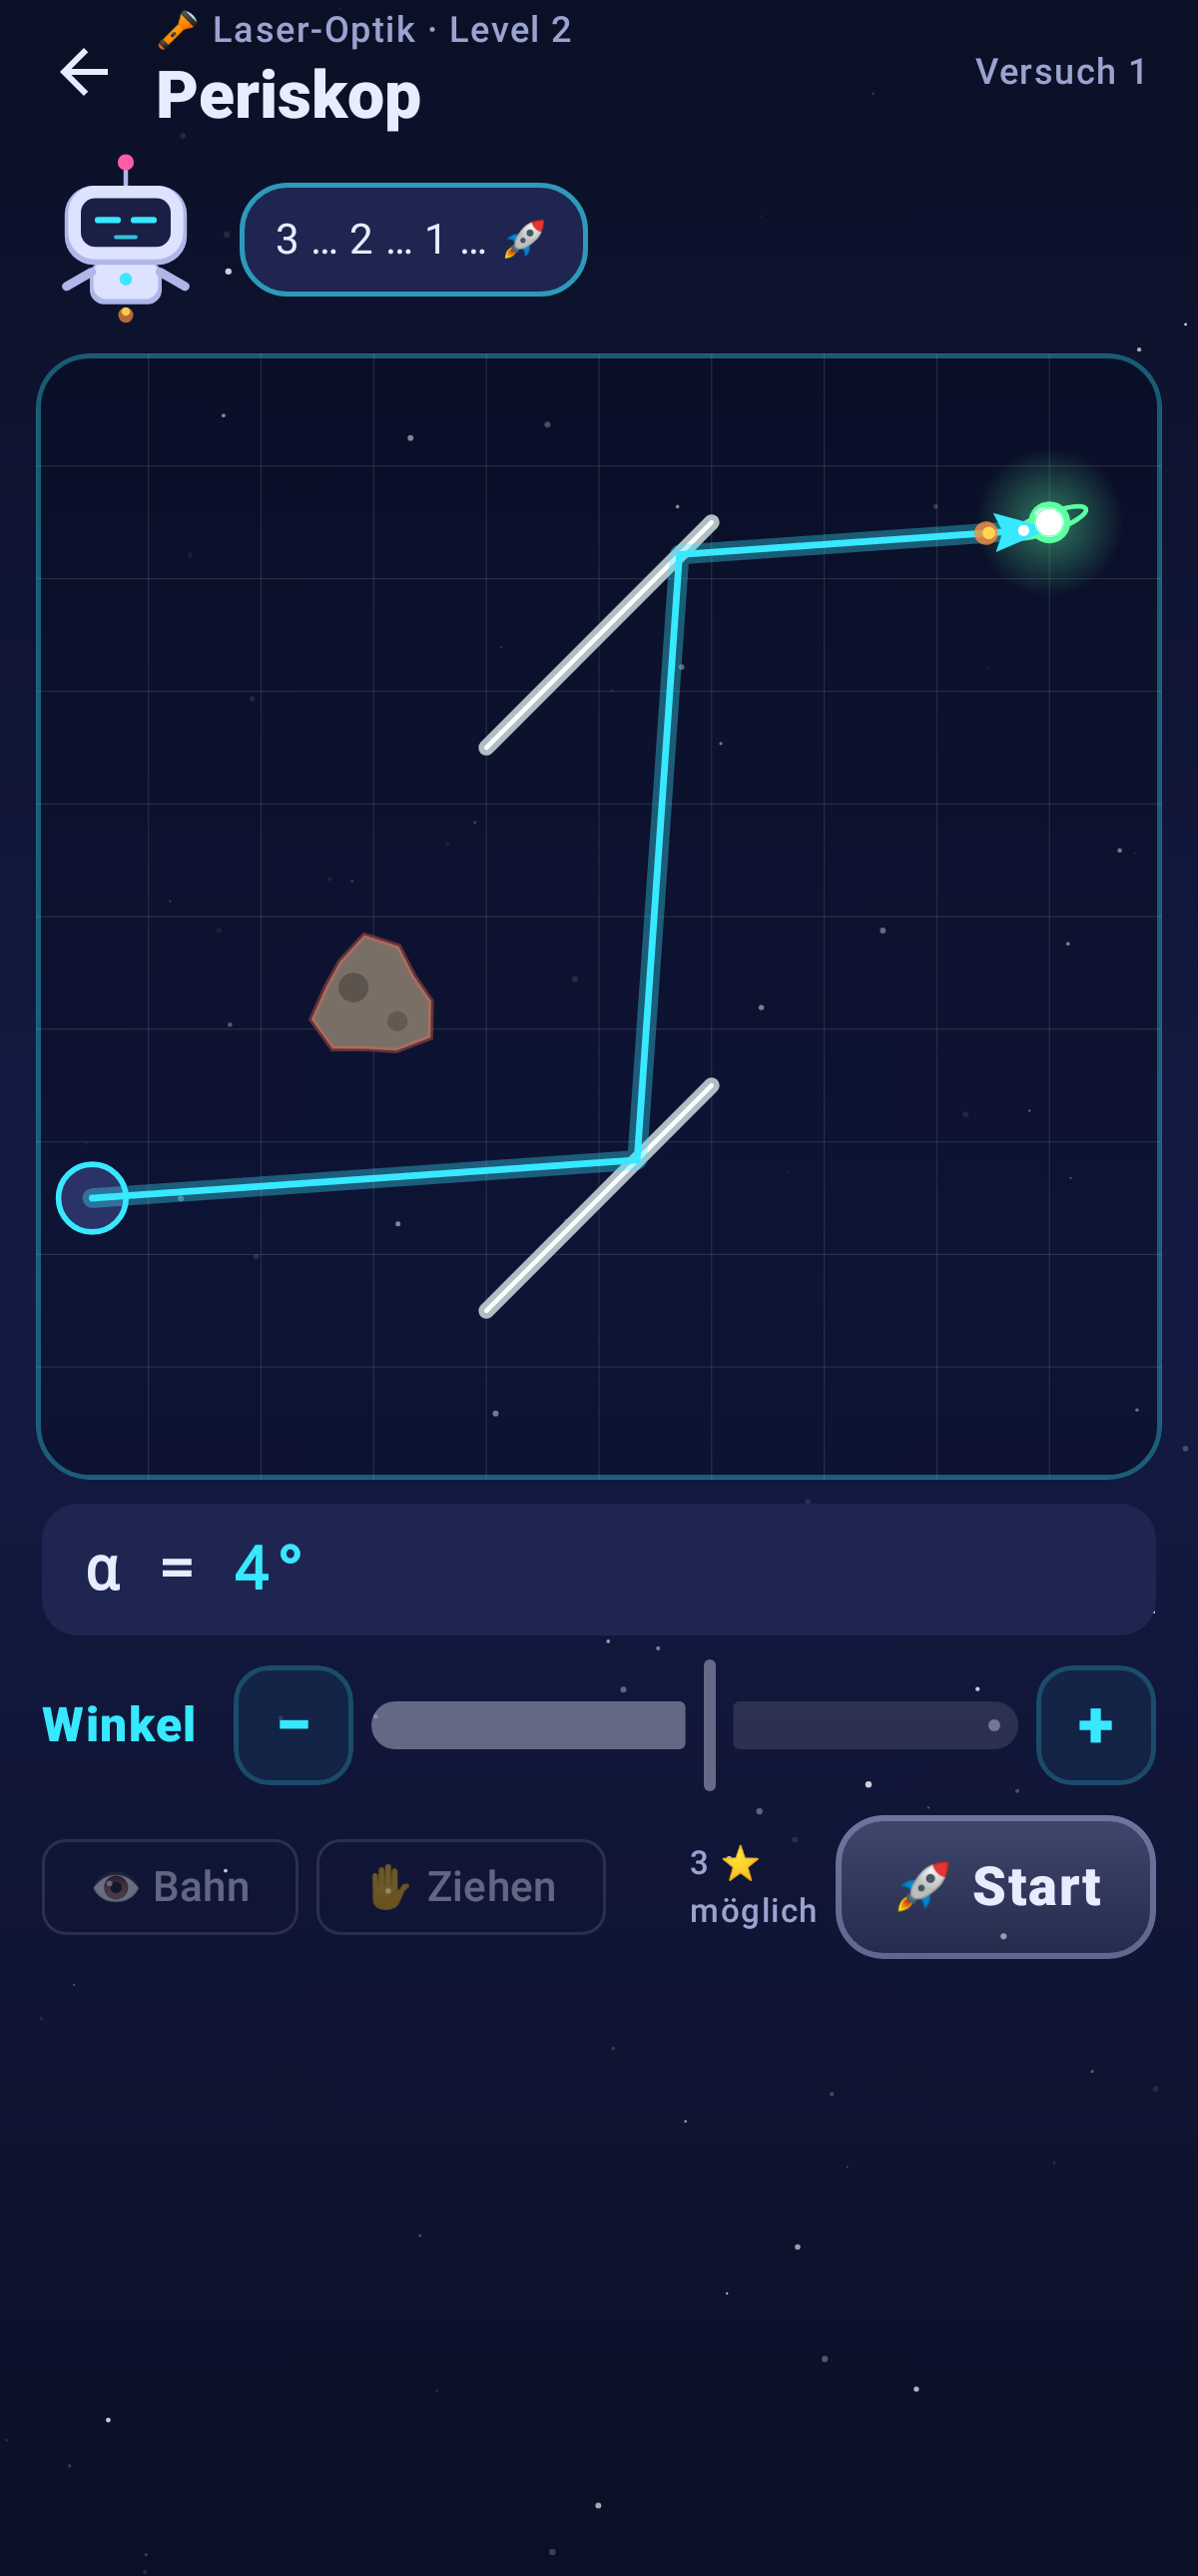 Laser-Optik · Level 2
Periskop
Versuch 1
3 … 2 … 1 … 🚀
α = 4°
Winkel
−
+
Bahn
Ziehen
3 ⭐
möglich
Start